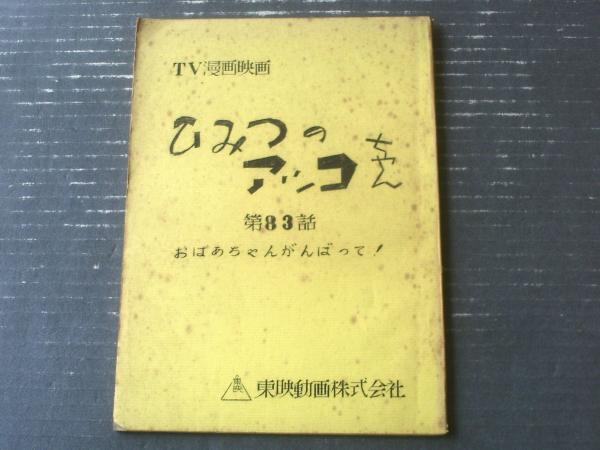 TV漫画映画
ひみつの
アッコちゃん
第83話
おばあちゃんがんばって！
東映 東映動画株式会社